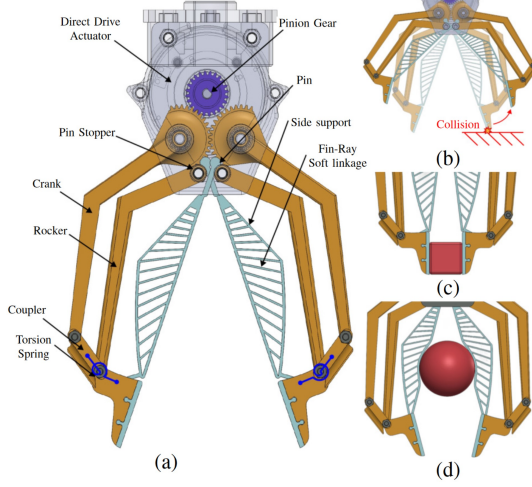 Direct Drive
Actuator
Pinion Gear
Pin
Pin Stopper
Side support
Fin-Ray
Soft linkage
Crank
Rocker
Coupler
Torsion
Spring
(a)
Collision
(b)
(c)
(d)